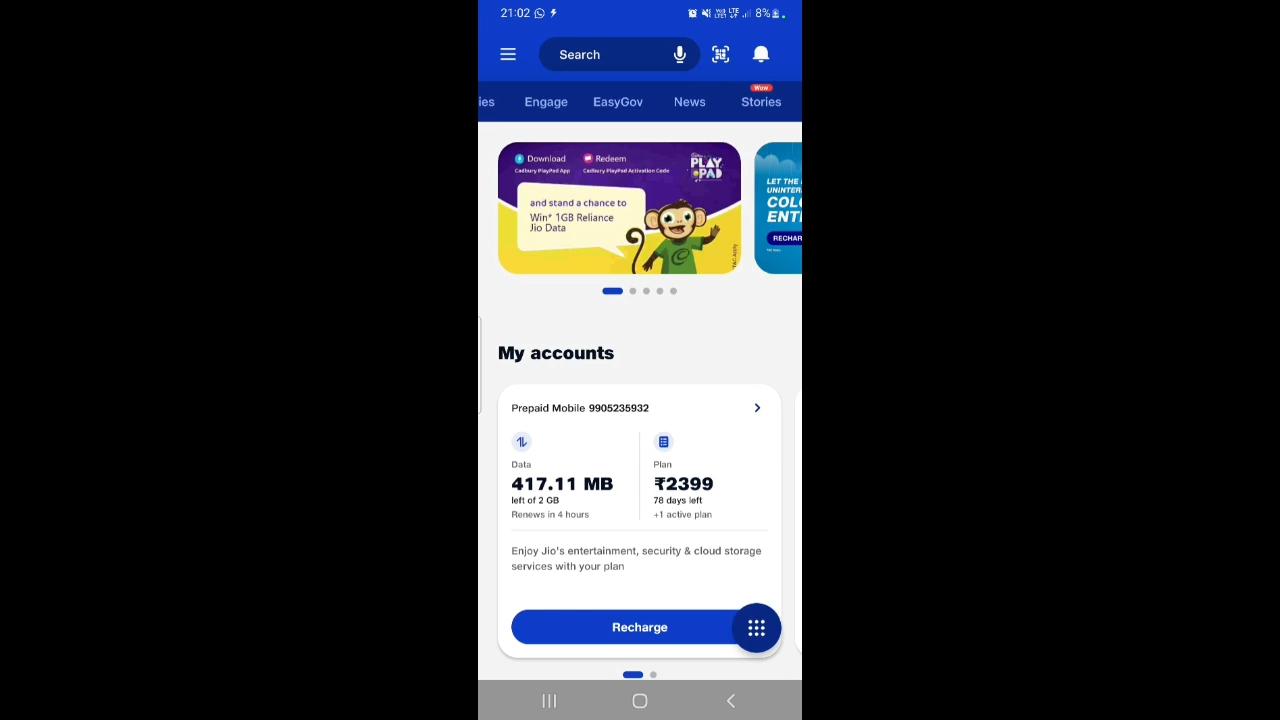 21:02
LTE 8%
Search
ies Engage EasyGov News Wow Stories
Download Redeem
Cadbury PlayPad App Cadbury PlayPad Activation Code
PLAY PAD
and stand a chance to
Win* 1GB Reliance
Jio Data
T&C Apply
LET THE
UNINTER
COLO
ENT
RECHAR
My accounts
Prepaid Mobile 9905235932
Data
417.11 MB
left of 2 GB
Renews in 4 hours
Plan
₹2399
78 days left
+1 active plan
Enjoy Jio's entertainment, security & cloud storage
services with your plan
Recharge